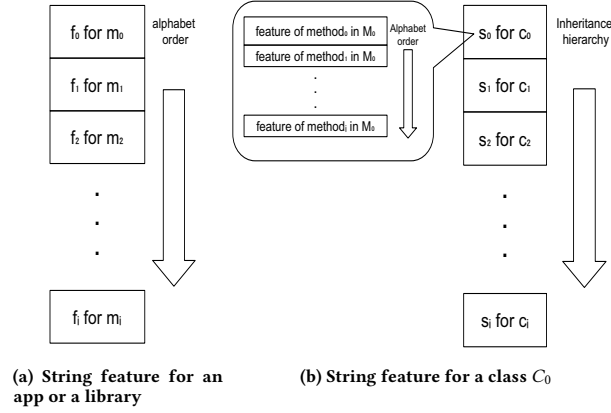 f₀ for m₀
alphabet
order
f₁ for m₁
f₂ for m₂
.
.
.
fᵢ for mᵢ
(a) String feature for an
app or a library
feature of method₀ in M₀
feature of method₁ in M₀
.
.
.
feature of methodᵢ in M₀
Alphabet
order
s₀ for c₀
Inheritance
hierarchy
s₁ for c₁
s₂ for c₂
.
.
.
sᵢ for cᵢ
(b) String feature for a class C₀